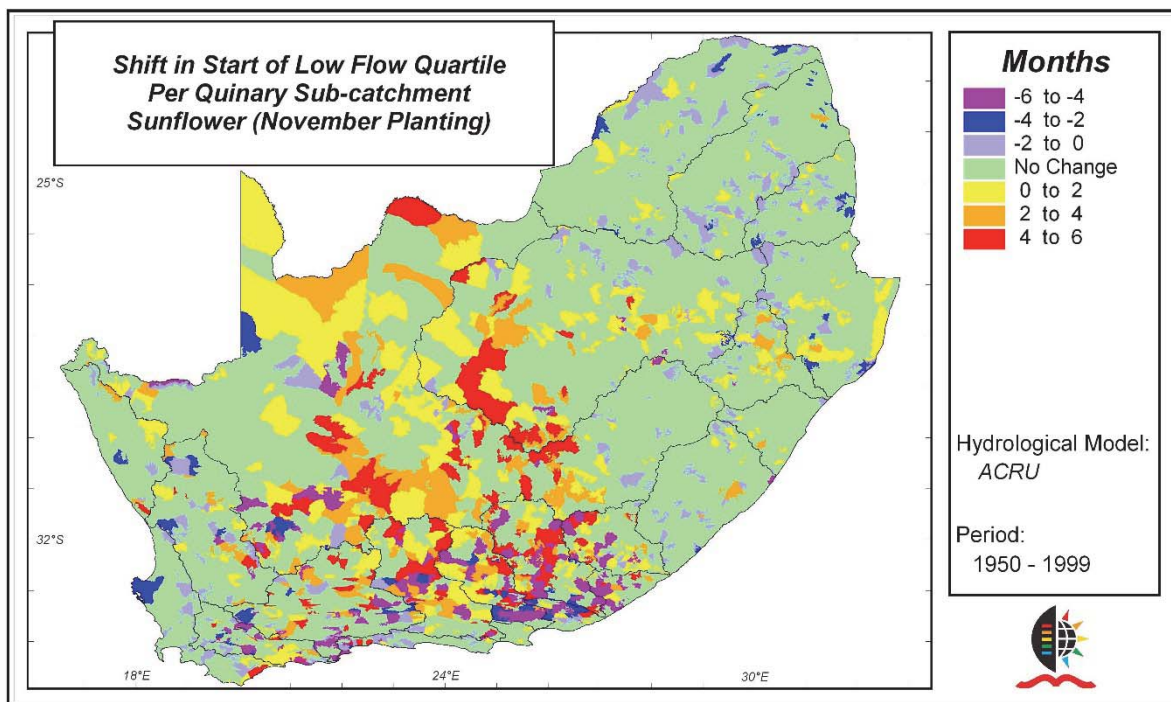 Shift in Start of Low Flow Quartile
Per Quinary Sub-catchment
Sunflower (November Planting)
Months
-6 to -4
-4 to -2
-2 to 0
No Change
0 to 2
2 to 4
4 to 6
Hydrological Model:
ACRU
Period:
1950 - 1999
25°S
32°S
18°E
24°E
30°E